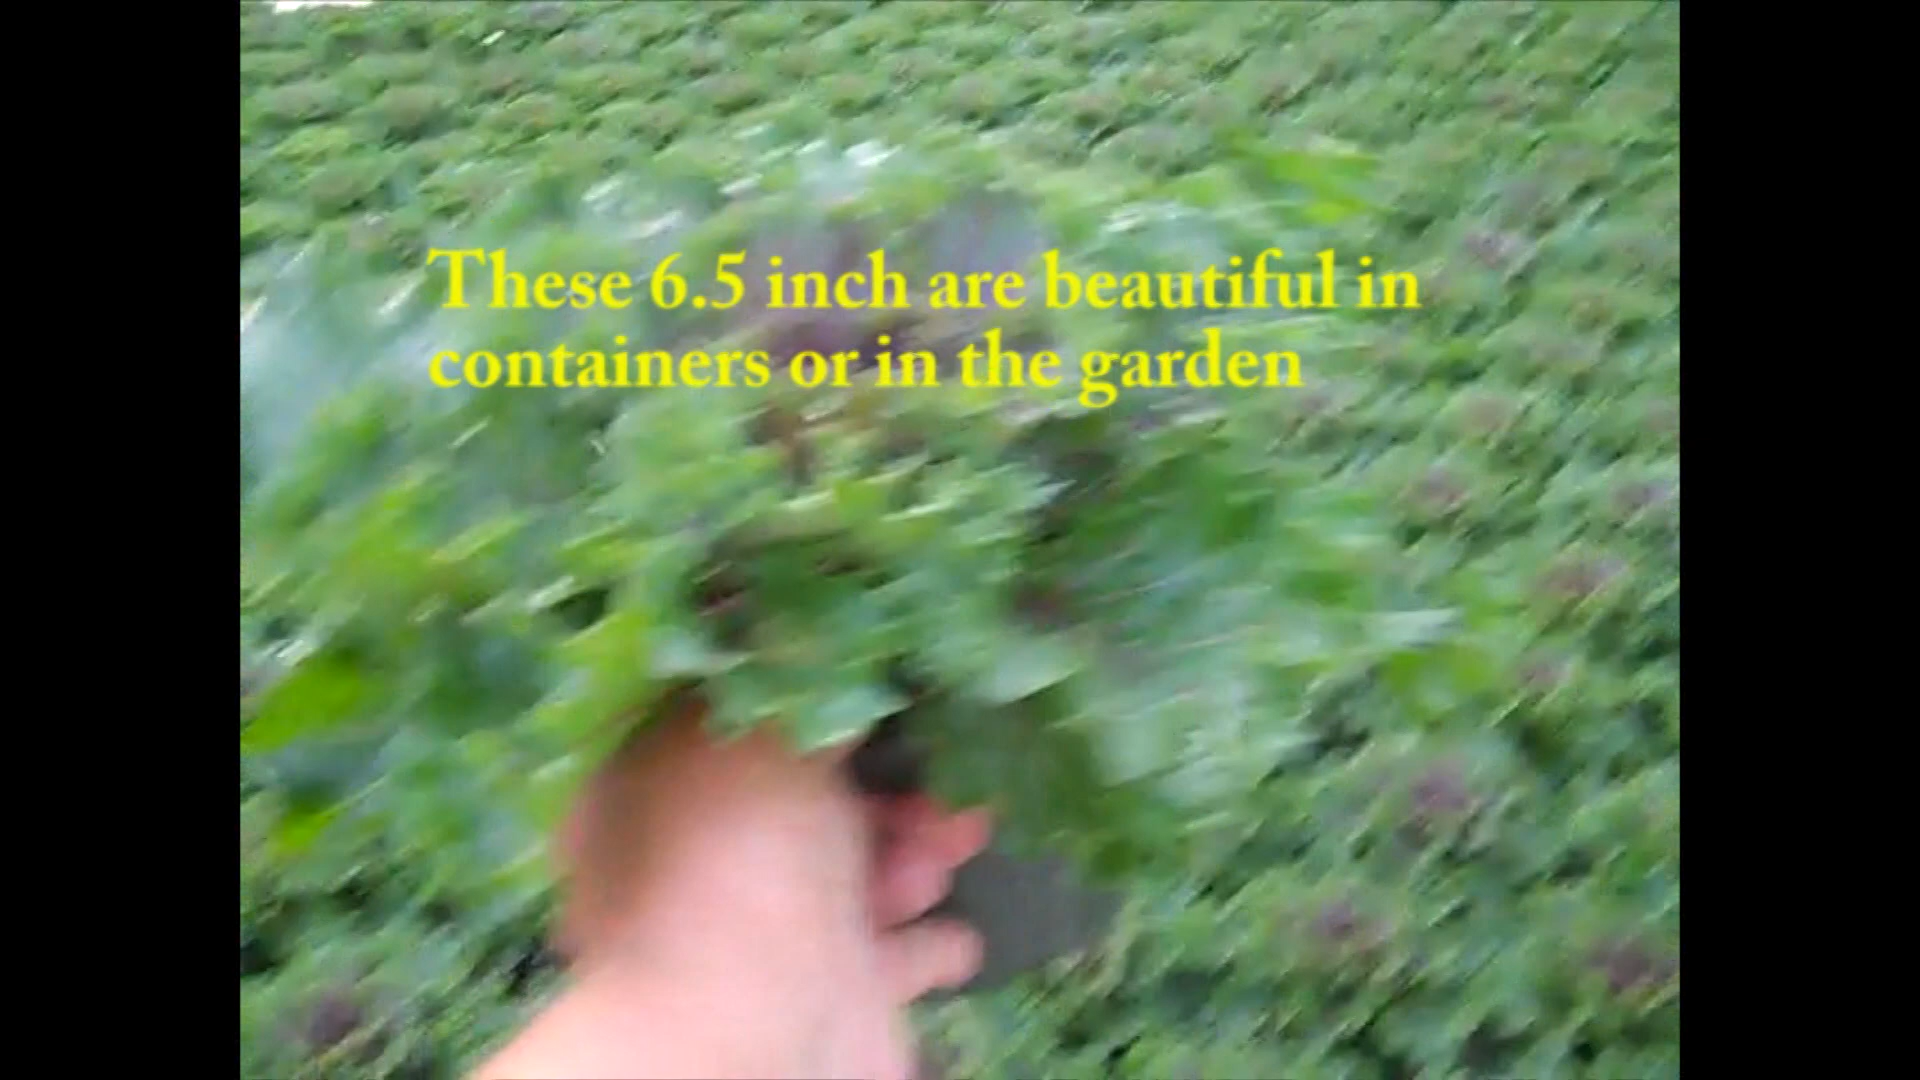 These 6.5 inch are beautiful in
containers or in the garden